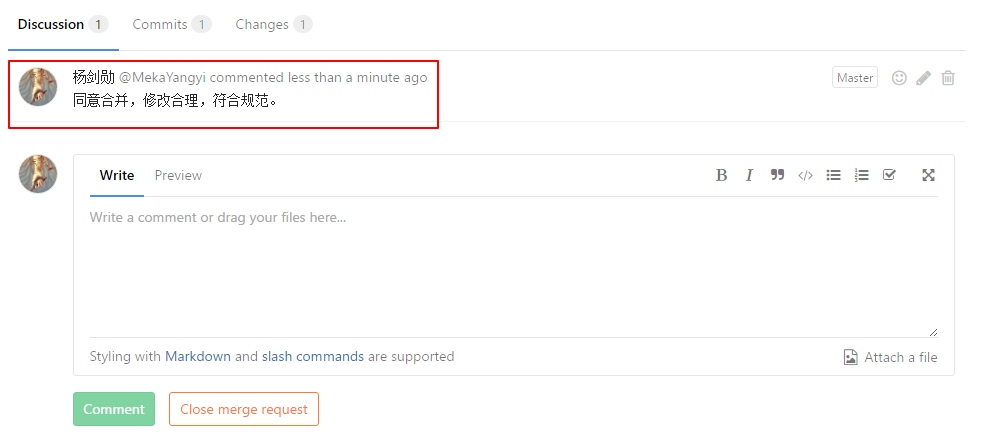 Discussion 1 Commits 1 Changes 1
杨剑勋 @MekaYangyi commented less than a minute ago Master
同意合并，修改合理，符合规范。
Write Preview B I
Write a comment or drag your files here...
Styling with Markdown and slash commands are supported Attach a file
Comment Close merge request